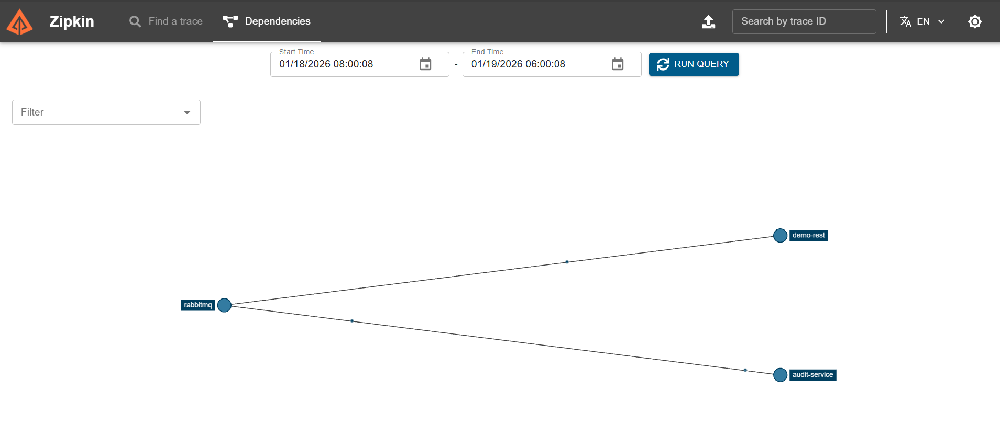 Zipkin
Find a trace
Dependencies
Search by trace ID
EN
Start Time
01/18/2026 08:00:08
-
End Time
01/19/2026 06:00:08
RUN QUERY
Filter
demo-rest
rabbitmq
audit-service